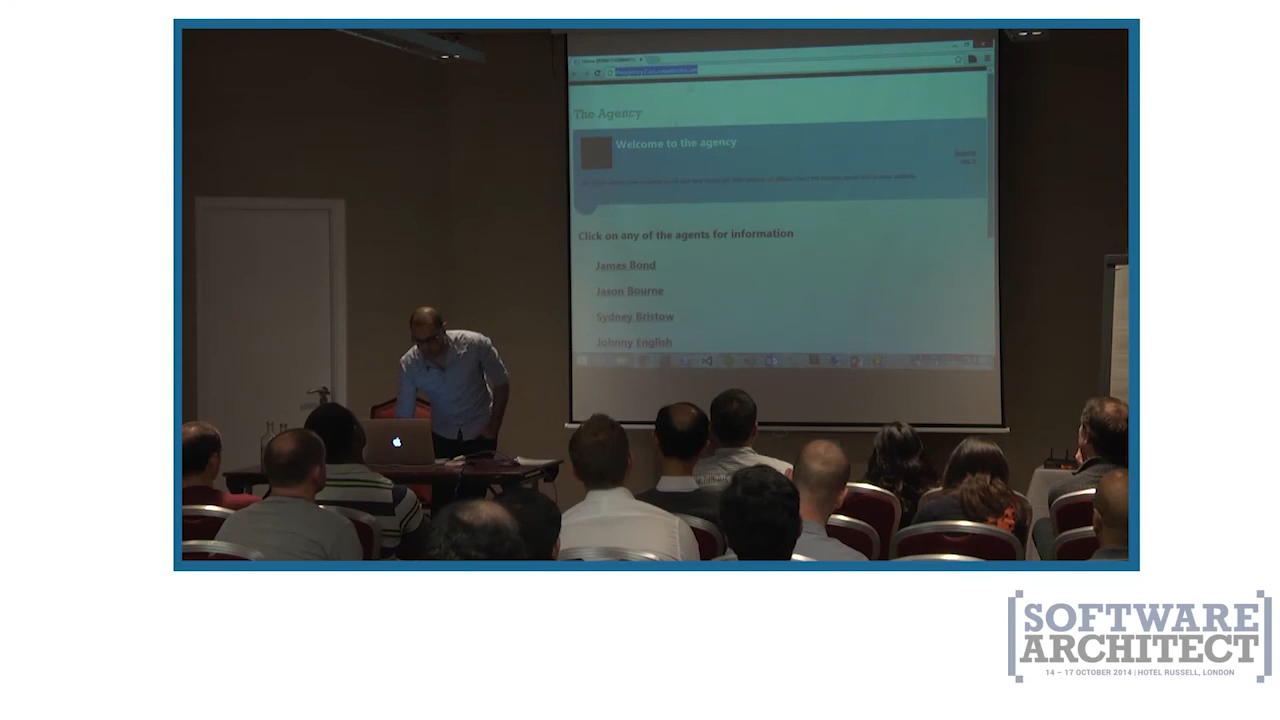 The Agency
Welcome to the agency
Click on any of the agents for information
James Bond
Jason Bourne
Sydney Bristow
Johnny English
SOFTWARE
ARCHITECT
14 – 17 OCTOBER 2014 | HOTEL RUSSELL, LONDON